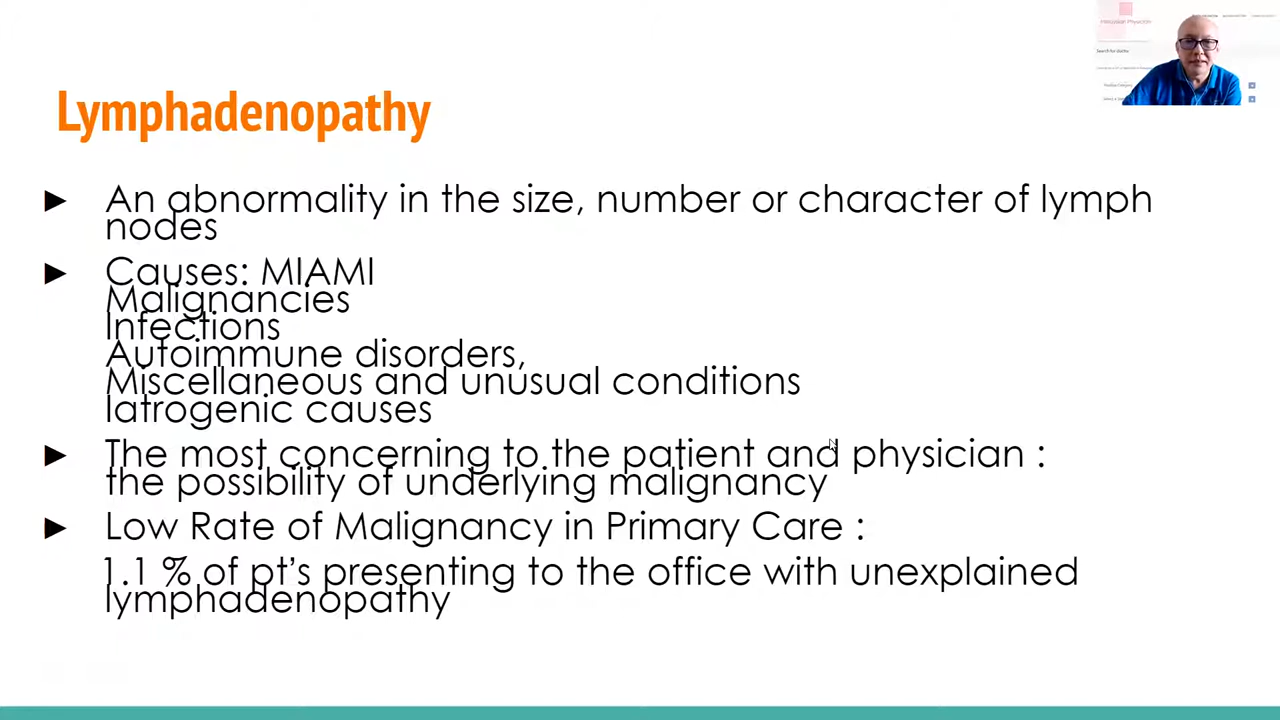 Lymphadenopathy
► An abnormality in the size, number or character of lymph
nodes
► Causes: MIAMI
Malignancies
Infections
Autoimmune disorders,
Miscellaneous and unusual conditions
Iatrogenic causes
► The most concerning to the patient and physician :
the possibility of underlying malignancy
► Low Rate of Malignancy in Primary Care :
1.1 % of pt's presenting to the office with unexplained
lymphadenopathy